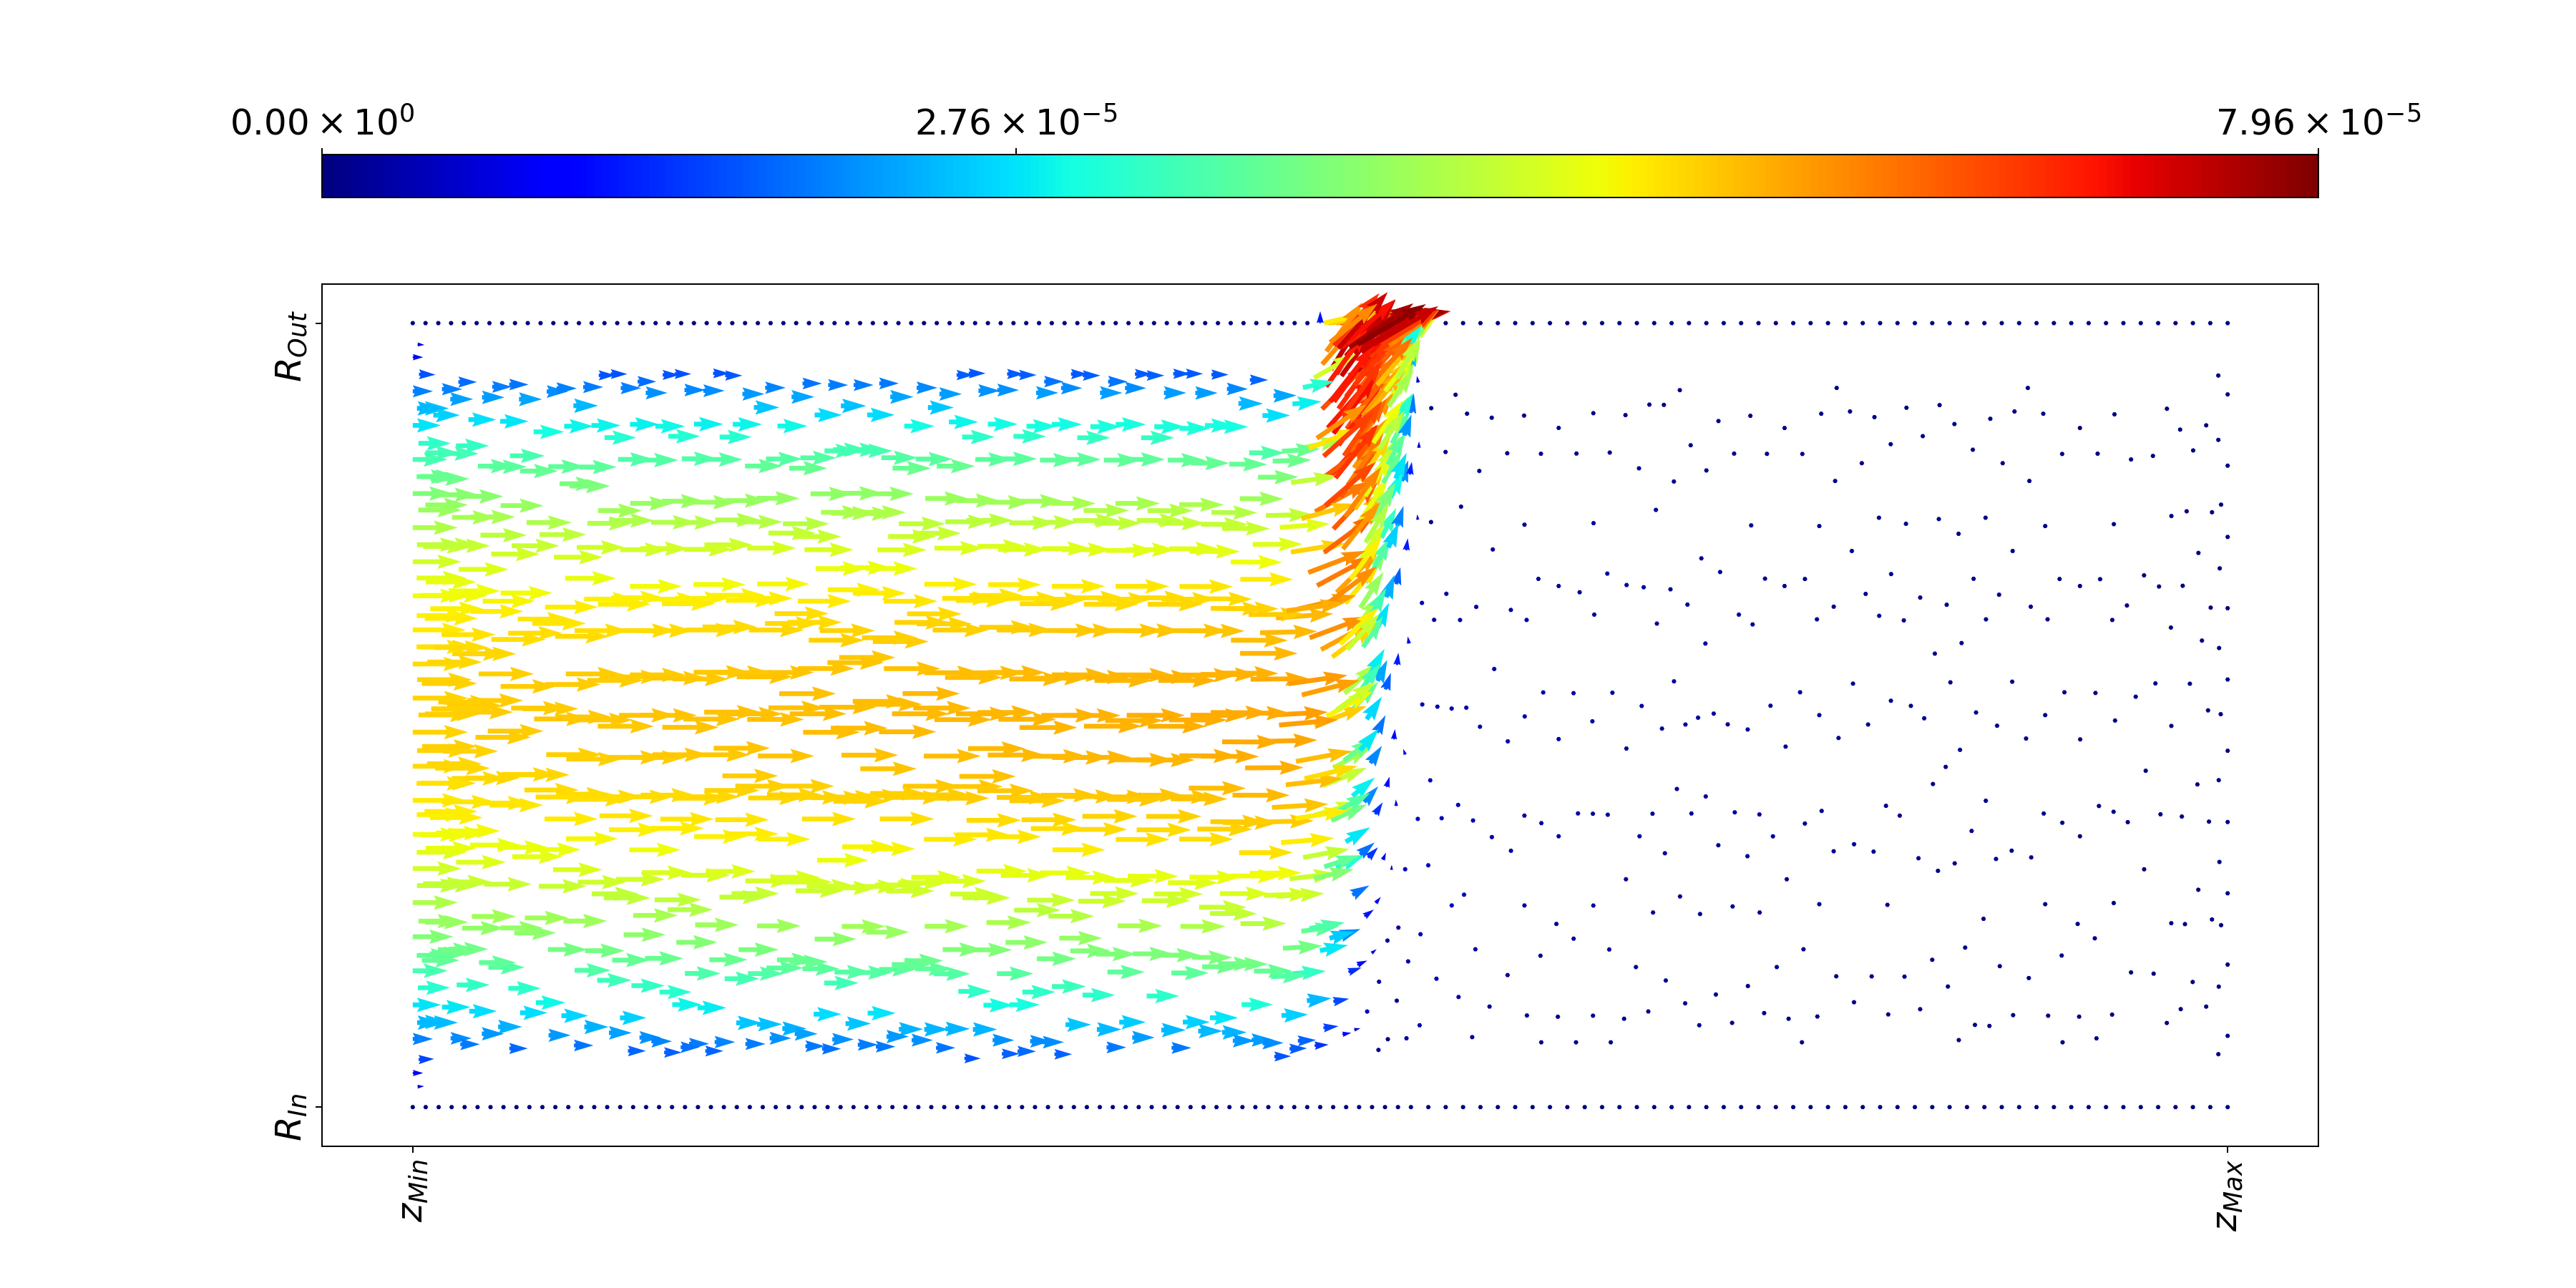 0.00 × 10⁰ 2.76 × 10⁻⁵ 7.96 × 10⁻⁵
R_Out
R_In
z_Min z_Max